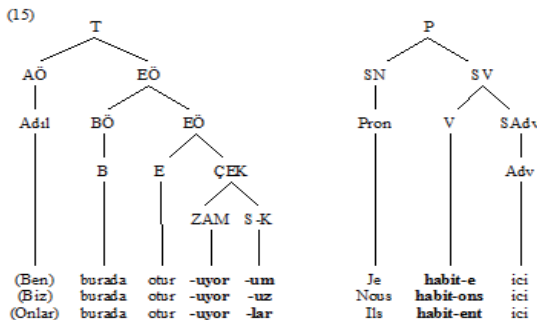 (15)
T P
AÖ EÖ SN SV
Adıl BÖ EÖ Pron V SAdv
B E ÇEK Adv
ZAM S-K
(Ben) burada otur -uyor -um Je habit-e ici
(Biz) burada otur -uyor -uz Nous habit-ons ici
(Onlar) burada otur -uyor -lar Ils habit-ent ici